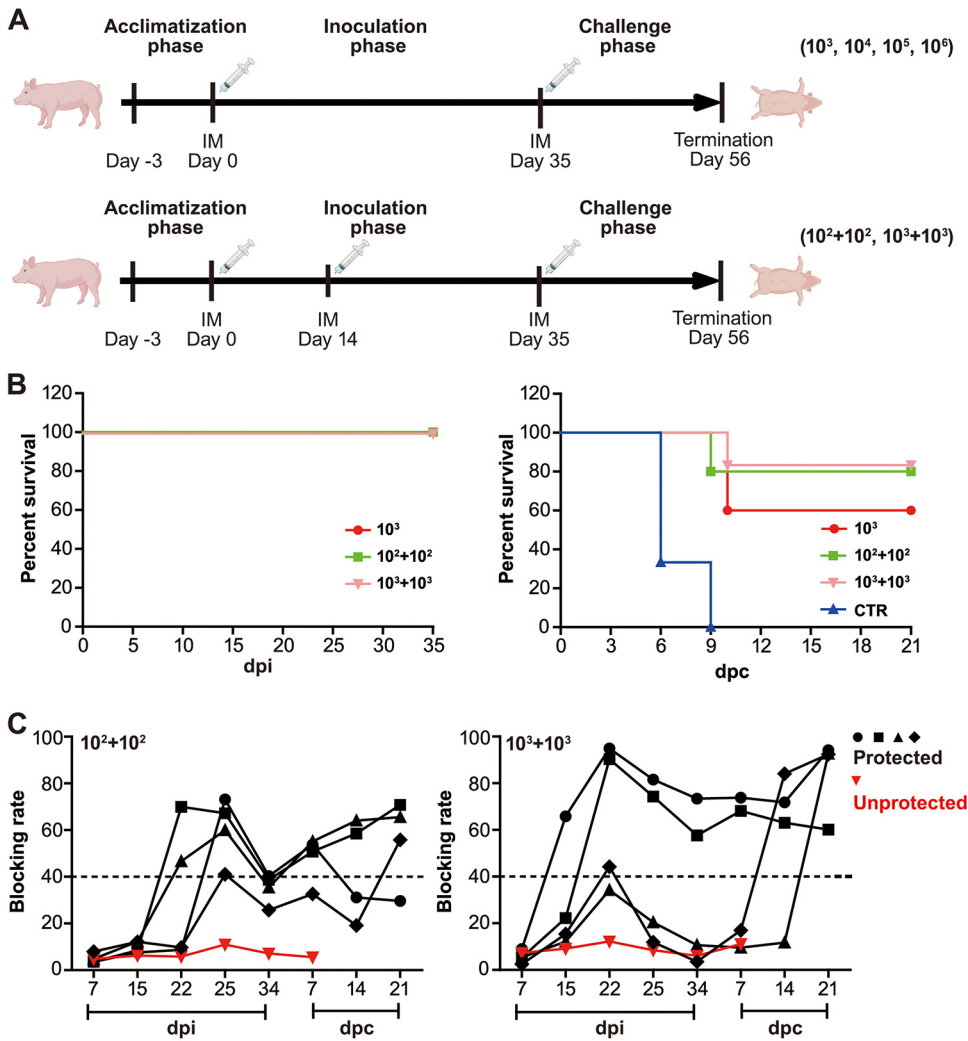 A
Acclimatization phase
Inoculation phase
Challenge phase
(10³, 10⁴, 10⁵, 10⁶)
Day -3
IM
Day 0
IM
Day 35
Termination
Day 56
Acclimatization phase
Inoculation phase
Challenge phase
(10²+10², 10³+10³)
Day -3
IM
Day 0
IM
Day 14
IM
Day 35
Termination
Day 56
B
Percent survival
120
100
80
60
40
20
0
0 5 10 15 20 25 30 35
dpi
10³
10²+10²
10³+10³
Percent survival
120
100
80
60
40
20
0
0 3 6 9 12 15 18 21
dpc
10³
10²+10²
10³+10³
CTR
C
10²+10²
Blocking rate
100
80
60
40
20
0
7 15 22 25 34 7 14 21
dpi
dpc
10³+10³
Blocking rate
100
80
60
40
20
0
7 15 22 25 34 7 14 21
dpi
dpc
Protected
Unprotected